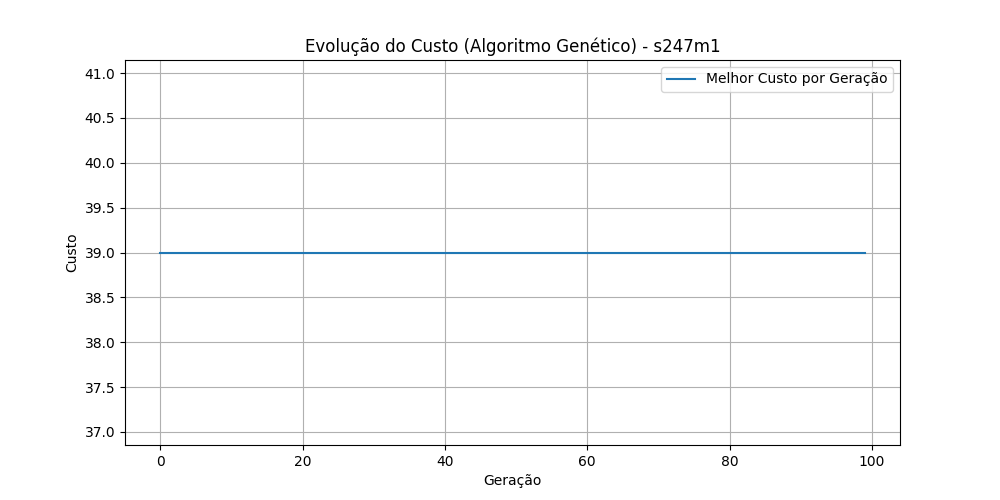 Evolução do Custo (Algoritmo Genético) - s247m1
Melhor Custo por Geração
41.0
40.5
40.0
39.5
39.0
38.5
38.0
37.5
37.0
Custo
0 20 40 60 80 100
Geração